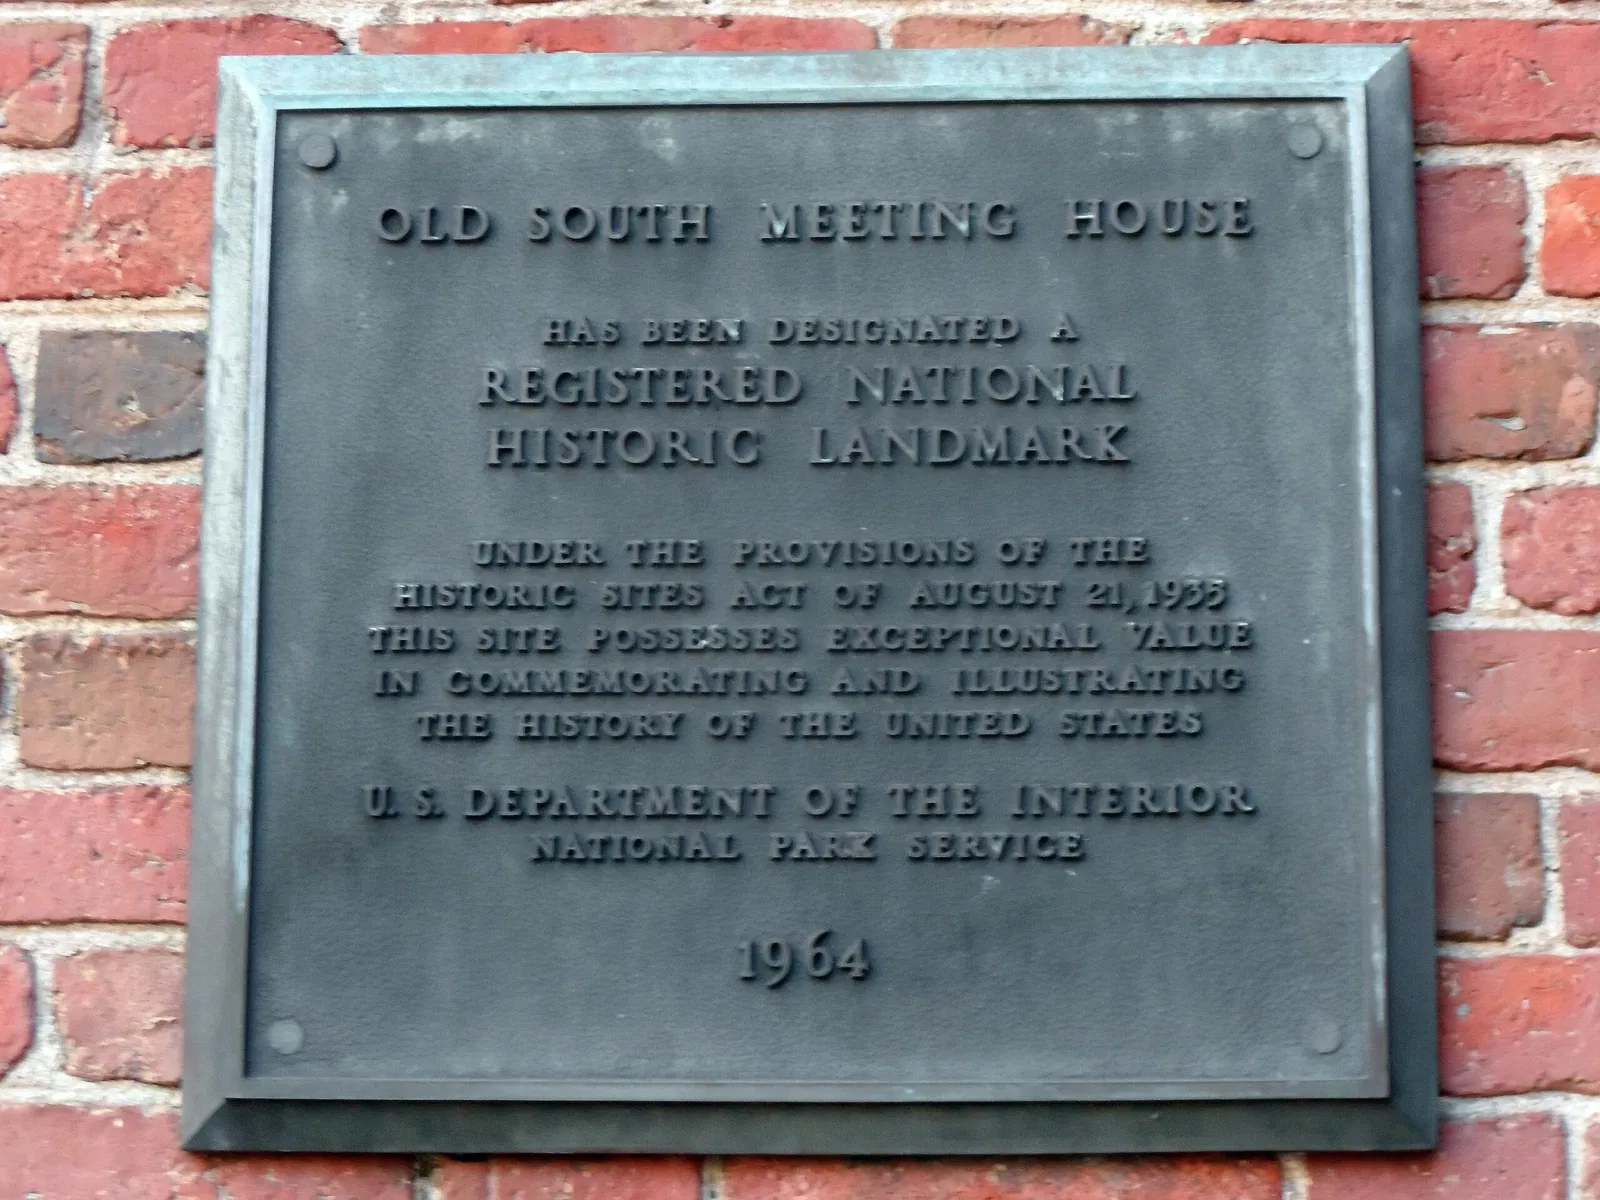 OLD SOUTH MEETING HOUSE
HAS BEEN DESIGNATED A
REGISTERED NATIONAL
HISTORIC LANDMARK
UNDER THE PROVISIONS OF THE
HISTORIC SITES ACT OF AUGUST 21, 1935
THIS SITE POSSESSES EXCEPTIONAL VALUE
IN COMMEMORATING AND ILLUSTRATING
THE HISTORY OF THE UNITED STATES
U. S. DEPARTMENT OF THE INTERIOR
NATIONAL PARK SERVICE
1964